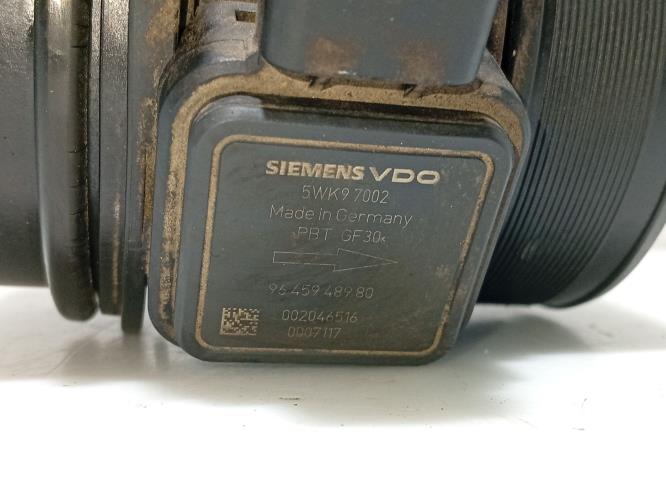 SIEMENS VDO
5WK9 7002
Made in Germany
>PBT GF30<
96 459 489 80
002046516
0007117